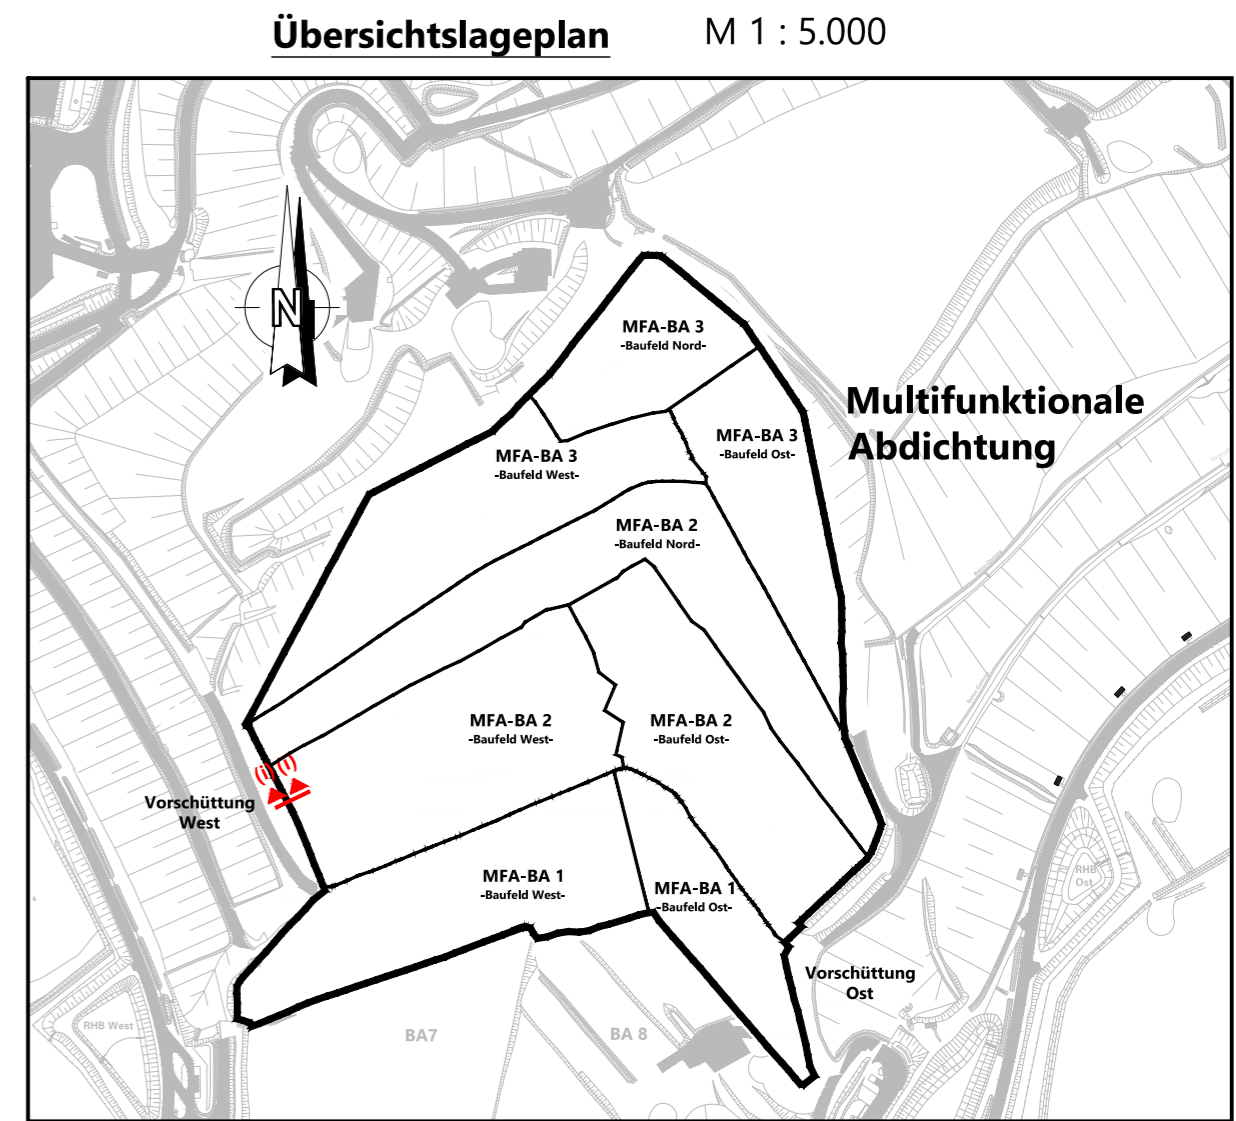 Übersichtslageplan M 1 : 5.000
N
MFA-BA 3
-Baufeld Nord-
Multifunktionale
Abdichtung
MFA-BA 3
-Baufeld Ost-
MFA-BA 3
-Baufeld West-
MFA-BA 2
-Baufeld Nord-
MFA-BA 2
-Baufeld West-
MFA-BA 2
-Baufeld Ost-
Vorschüttung
West
MFA-BA 1
-Baufeld West-
MFA-BA 1
-Baufeld Ost-
RHB
Ost
Vorschüttung
Ost
RHB West
BA7
BA 8